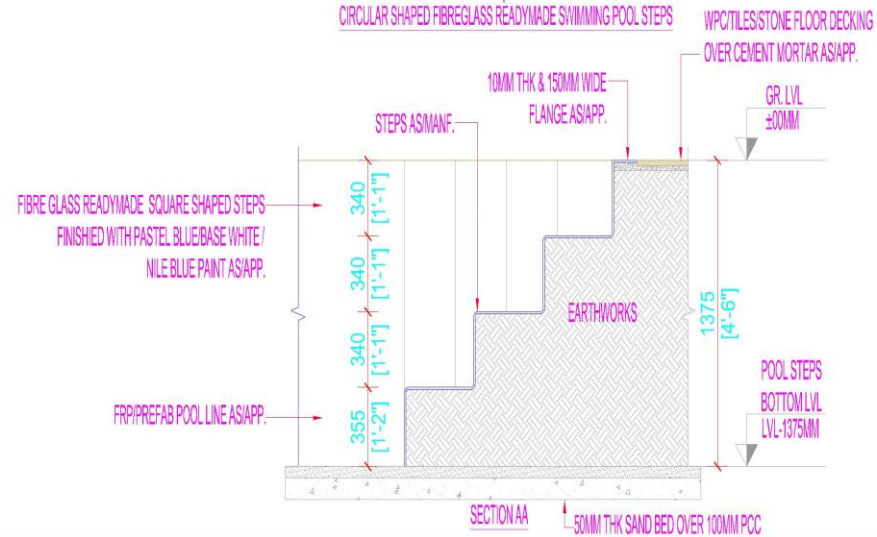 CIRCULAR SHAPED FIBREGLASS READYMADE SWIMMING POOL STEPS
WPC/TILES/STONE FLOOR DECKING
OVER CEMENT MORTAR AS/APP.
10MM THK & 150MM WIDE
FLANGE AS/APP.
GR. LVL
±00MM
STEPS AS/MANF.
FIBRE GLASS READYMADE SQUARE SHAPED STEPS
FINISHIED WITH PASTEL BLUE/BASE WHITE /
NILE BLUE PAINT AS/APP.
340
[1'-1"]
340
[1'-1"]
340
[1'-1"]
355
[1'-2"]
EARTHWORKS
1375
[4'-6"]
FRP/PREFAB POOL LINE AS/APP.
POOL STEPS
BOTTOM LVL
LVL-1375MM
SECTION AA
50MM THK SAND BED OVER 100MM PCC